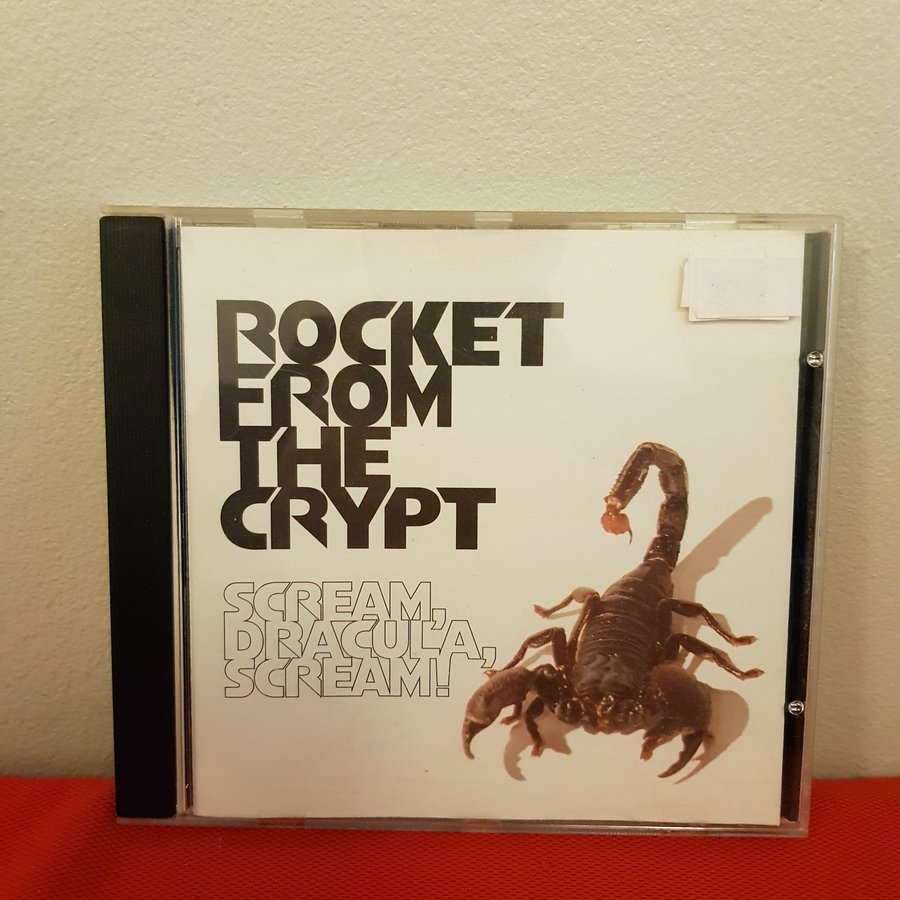 ROCKET
FROM
THE
CRYPT
SCREAM,
DRACULA,
SCREAM!